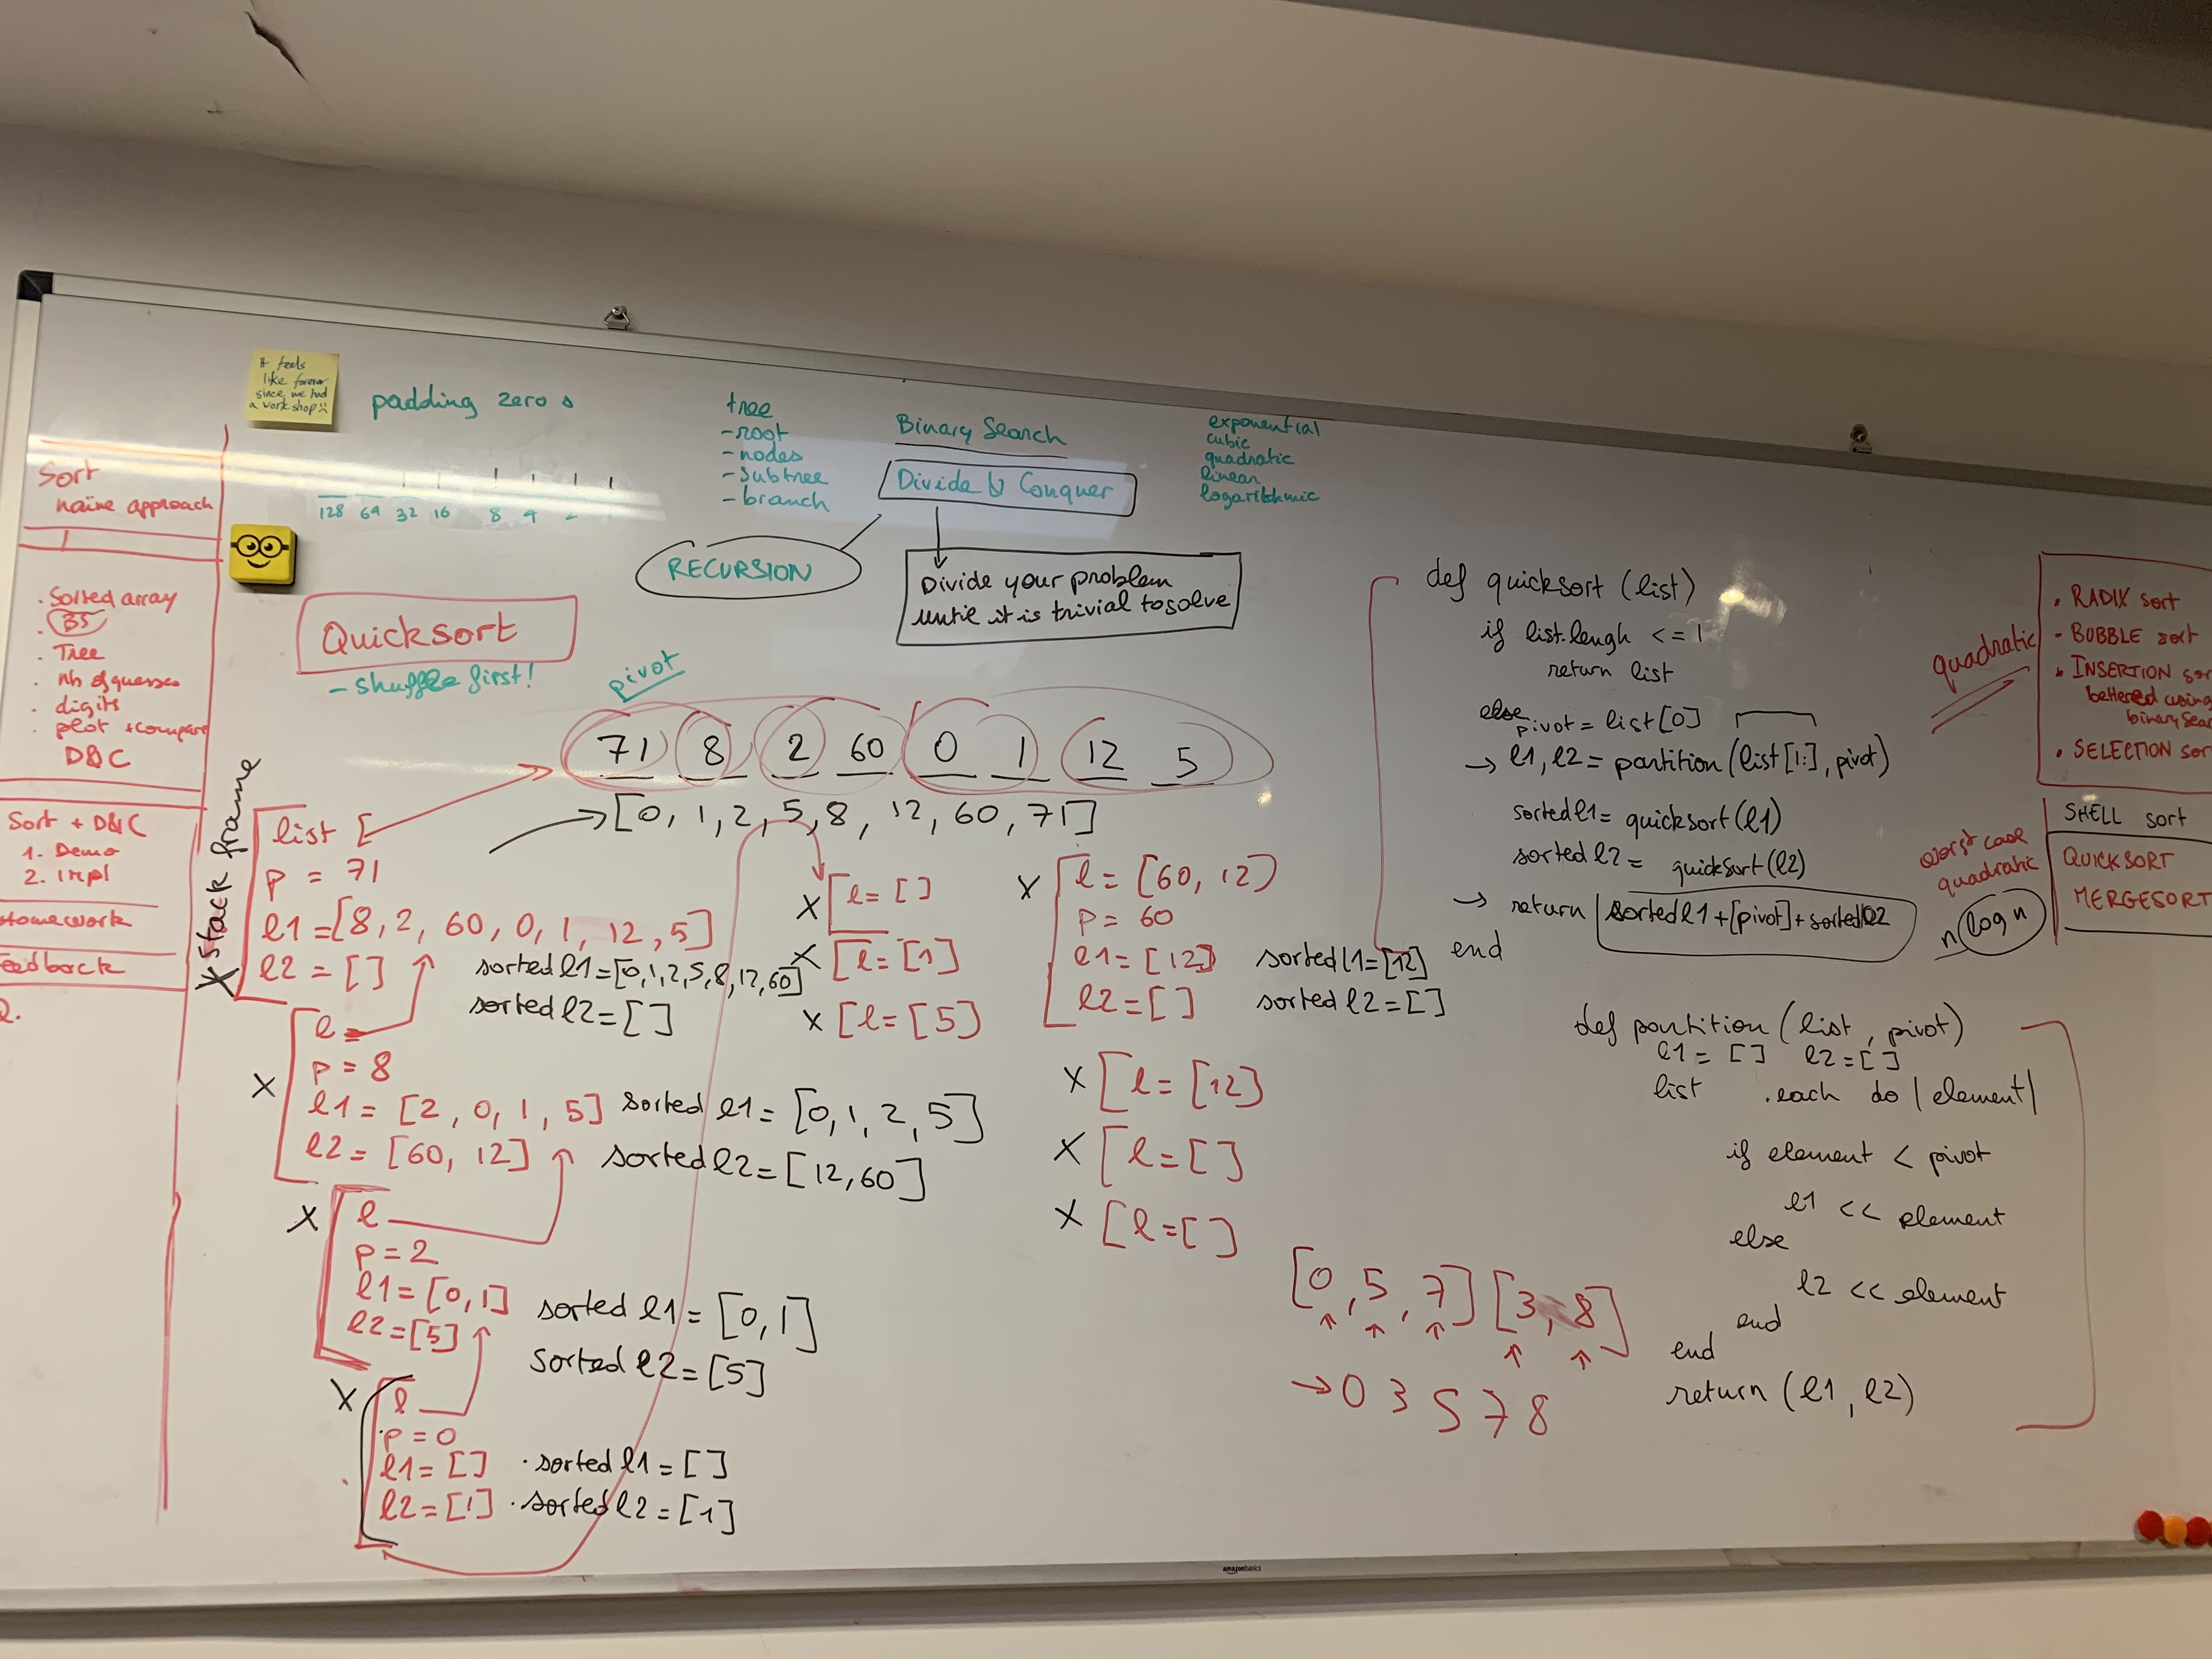 It feels
like forever
since we had
a workshop
padding zeros
128 64 32 16 8 4
tree
- root
- nodes
- subtree
- branch
Binary Search
Divide & Conquer
RECURSION
Divide your problem
until it is trivial to solve
exponential
cubic
quadratic
linear
logarithmic
Sort
naïve approach
. Sorted array
. BS
. Tree
. nb of guesses
. digits
. plot + compare
D&C
Sort + D&C
1. Demo
2. Impl
Homework
Feedback
2.
Quicksort
- shuffle first!
pivot
71 8 2 60 0 1 12 5
→ [0, 1, 2, 5, 8, 12, 60, 71]
X Stack frame
list [
p = 71
l1 = [8, 2, 60, 0, 1, 12, 5]
l2 = []
sorted l1 = [0,1,2,5,8,12,60]
sorted l2 = []
X
l =
p = 8
l1 = [2, 0, 1, 5] sorted l1 = [0, 1, 2, 5]
l2 = [60, 12] sorted l2 = [12, 60]
X
l
p = 2
l1 = [0, 1] sorted l1 = [0, 1]
l2 = [5] sorted l2 = [5]
X
l
p = 0
l1 = [] . sorted l1 = []
l2 = [1] . sorted l2 = [1]
X [l = []
X [l = [1]
X [l = [5]
X [l = [60, 12]
p = 60
l1 = [12] sorted l1 = [12]
l2 = [] sorted l2 = []
X [l = [12]
X [l = []
X [l = []
[0, 5, 7] [3, 8]
↑ ↑ ↑ ↑ ↑
→ 0 3 5 7 8
def quicksort (list)
if list.lengh <= 1
return list
else
pivot = list[0]
→ l1, l2 = partition (list[1:], pivot)
sorted l1 = quicksort (l1)
sorted l2 = quicksort (l2)
→ return sorted l1 + [pivot] + sorted l2
end
def partition (list, pivot)
l1 = [] l2 = []
list .each do |element|
if element < pivot
l1 << element
else
l2 << element
end
end
return (l1, l2)
quadratic
. RADIX sort
- BUBBLE sort
. INSERTION sor
bettered using
binary sear
. SELECTION sor
SHELL sort
worst case
quadratic
n log n
QUICKSORT
MERGESORT
amazonbasics